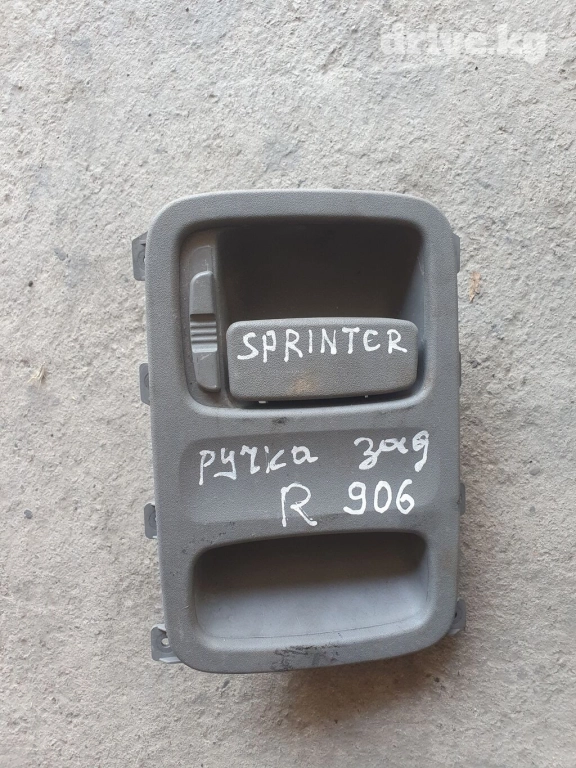 drive.kg
SPRINTER
ручка зад
R 906